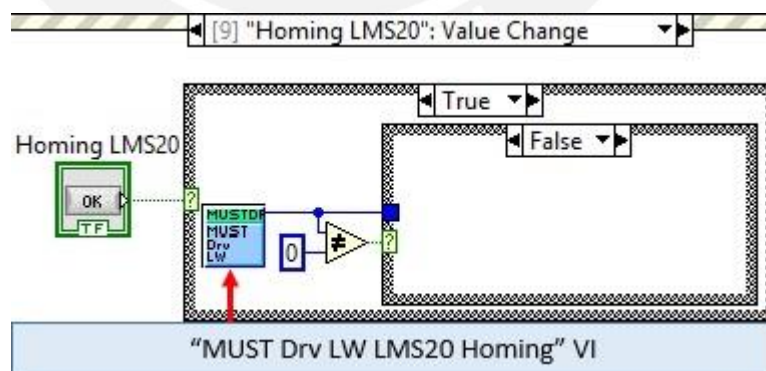 [9] "Homing LMS20": Value Change
True
False
Homing LMS20
OK
TF
?
MUSTDR
MUST
Drv
LW
0
≠
?
“MUST Drv LW LMS20 Homing” VI